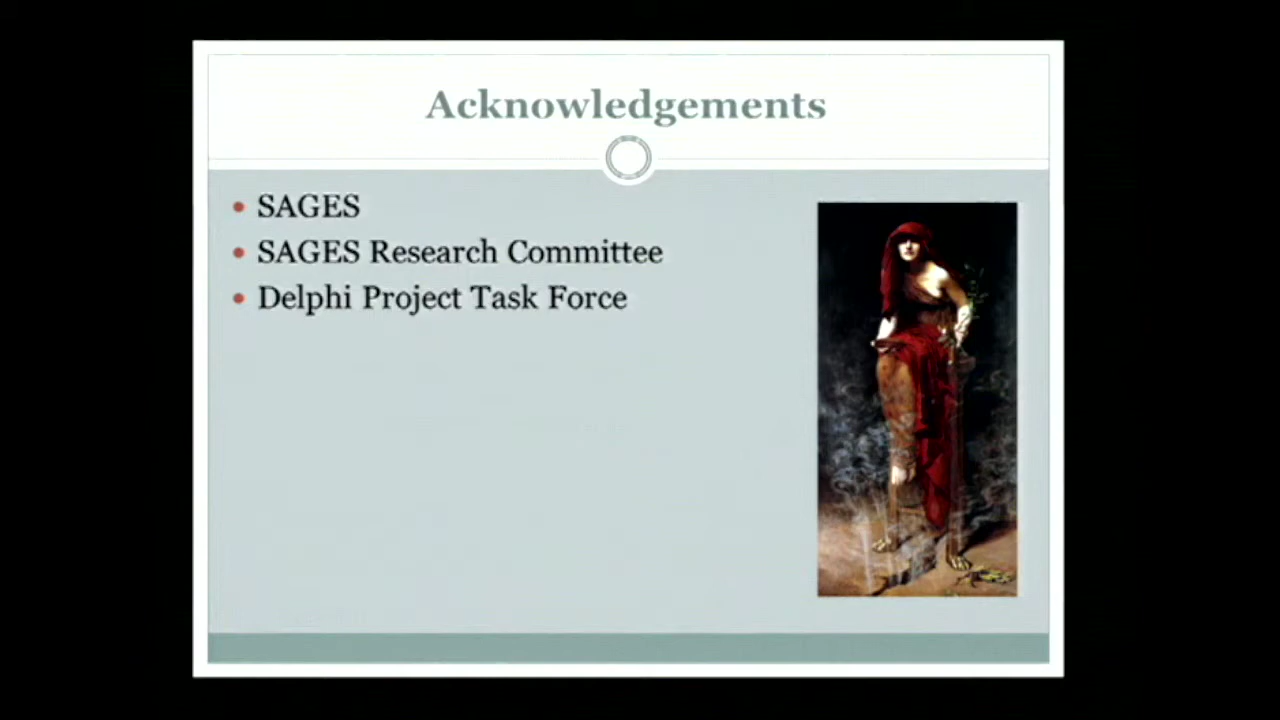 Acknowledgements
SAGES
SAGES Research Committee
Delphi Project Task Force